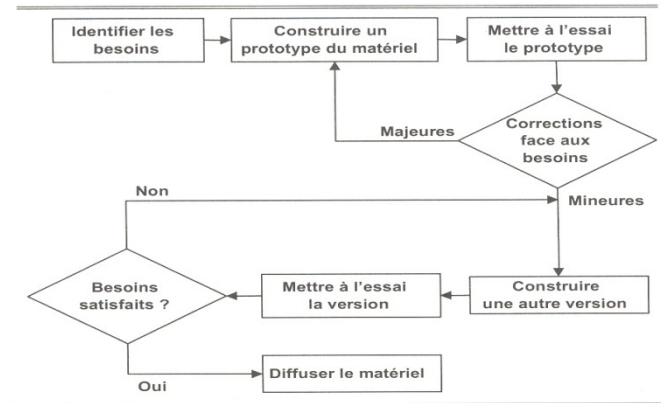 Identifier les
besoins
Construire un
prototype du matériel
Mettre à l'essai
le prototype
Majeures
Corrections
face aux
besoins
Non
Mineures
Besoins
satisfaits ?
Mettre à l'essai
la version
Construire
une autre version
Oui
Diffuser le matériel